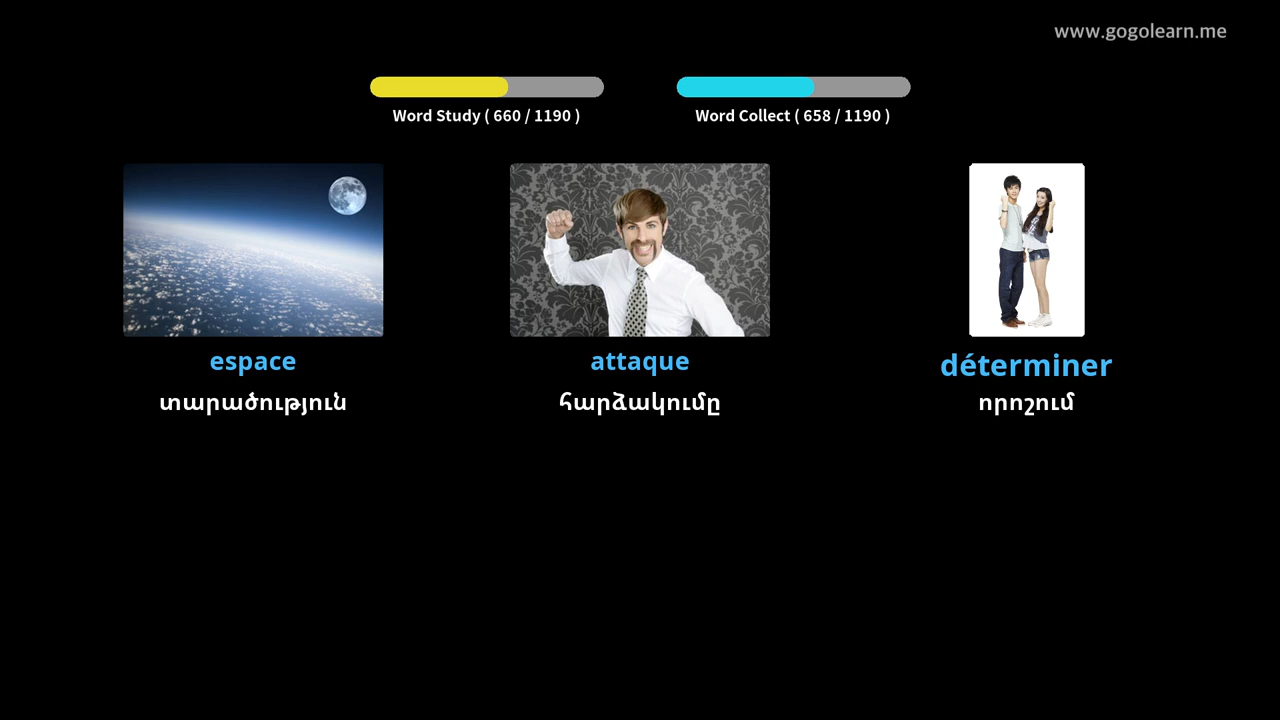 www.gogolearn.me
Word Study ( 660 / 1190 )
Word Collect ( 658 / 1190 )
espace
attaque
déterminer
տարածություն
հարձակումը
որոշում